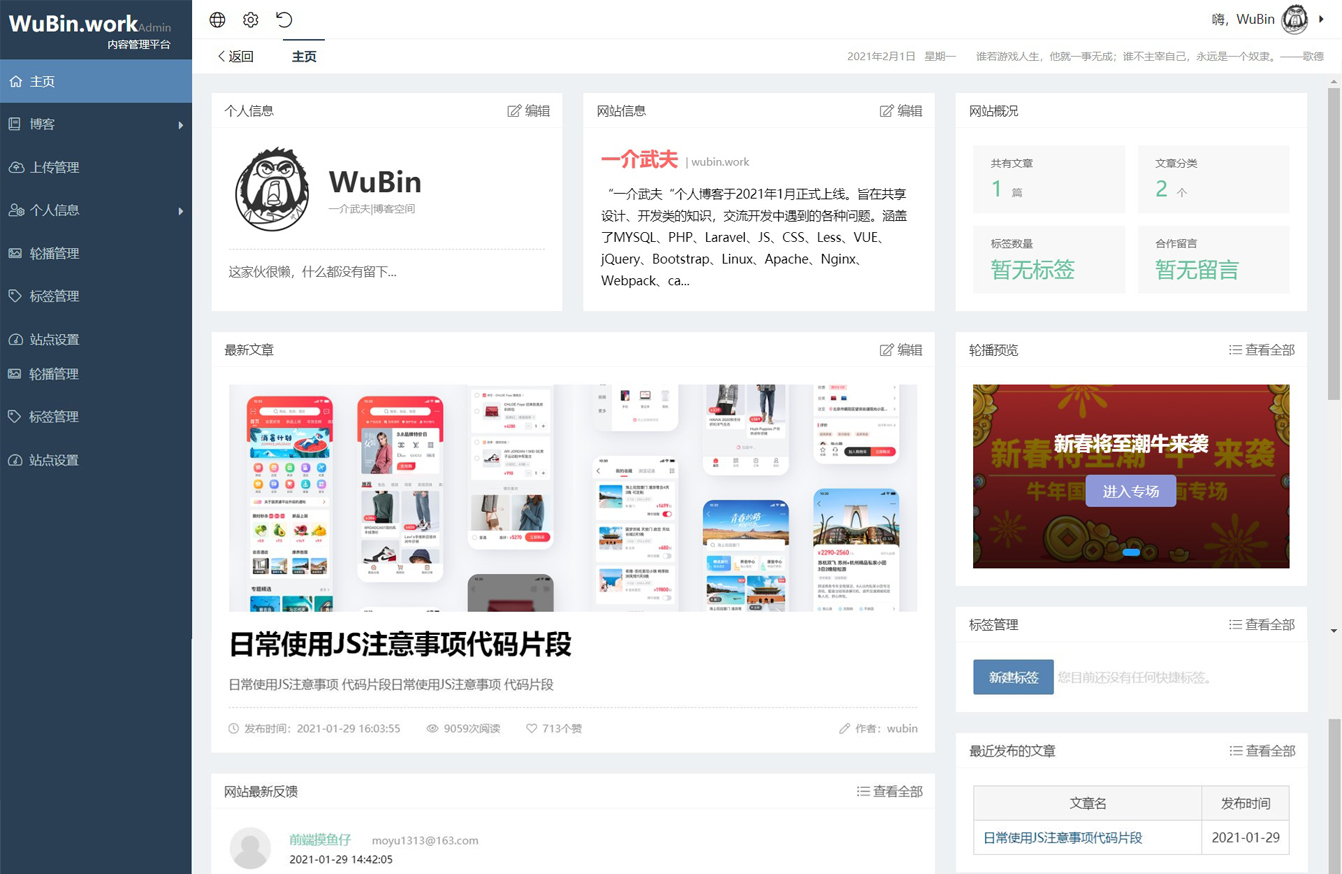 WuBin.workAdmin
内容管理平台
主页
博客
上传管理
个人信息
轮播管理
标签管理
站点设置
轮播管理
标签管理
站点设置
嗨，WuBin
返回
主页
2021年2月1日 星期一 谁若游戏人生，他就一事无成；谁不主宰自己，永远是一个奴隶。——歌德
个人信息
编辑
WuBin
一介武夫|博客空间
这家伙很懒，什么都没有留下...
网站信息
编辑
一介武夫 | wubin.work
“一介武夫“个人博客于2021年1月正式上线。旨在共享
设计、开发类的知识，交流开发中遇到的各种问题。涵盖
了MYSQL、PHP、Laravel、JS、CSS、Less、VUE、
jQuery、Bootstrap、Linux、Apache、Nginx、
Webpack、ca...
网站概况
共有文章
1 篇
文章分类
2 个
标签数量
暂无标签
合作留言
暂无留言
最新文章
编辑
日常使用JS注意事项代码片段
日常使用JS注意事项 代码片段日常使用JS注意事项 代码片段
发布时间：2021-01-29 16:03:55
9059次阅读
713个赞
作者：wubin
轮播预览
查看全部
新春将至潮牛来袭
新春将至潮牛来袭
进入专场
标签管理
查看全部
新建标签
您目前还没有任何快捷标签。
最近发布的文章
查看全部
文章名
发布时间
日常使用JS注意事项代码片段
2021-01-29
网站最新反馈
查看全部
前端摸鱼仔
moyu1313@163.com
2021-01-29 14:42:05